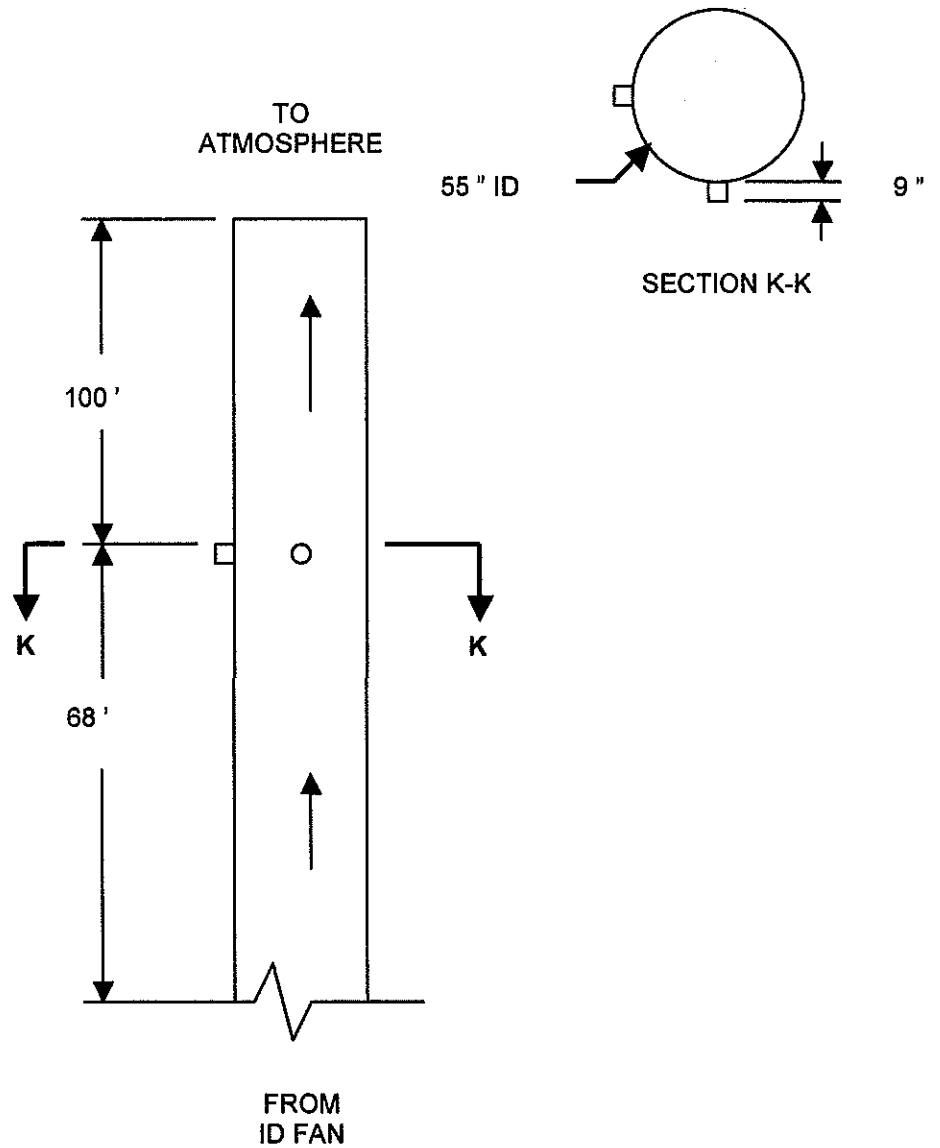 TO
ATMOSPHERE
55 " ID
9 "
SECTION K-K
100 '
K
K
68 '
FROM
ID FAN